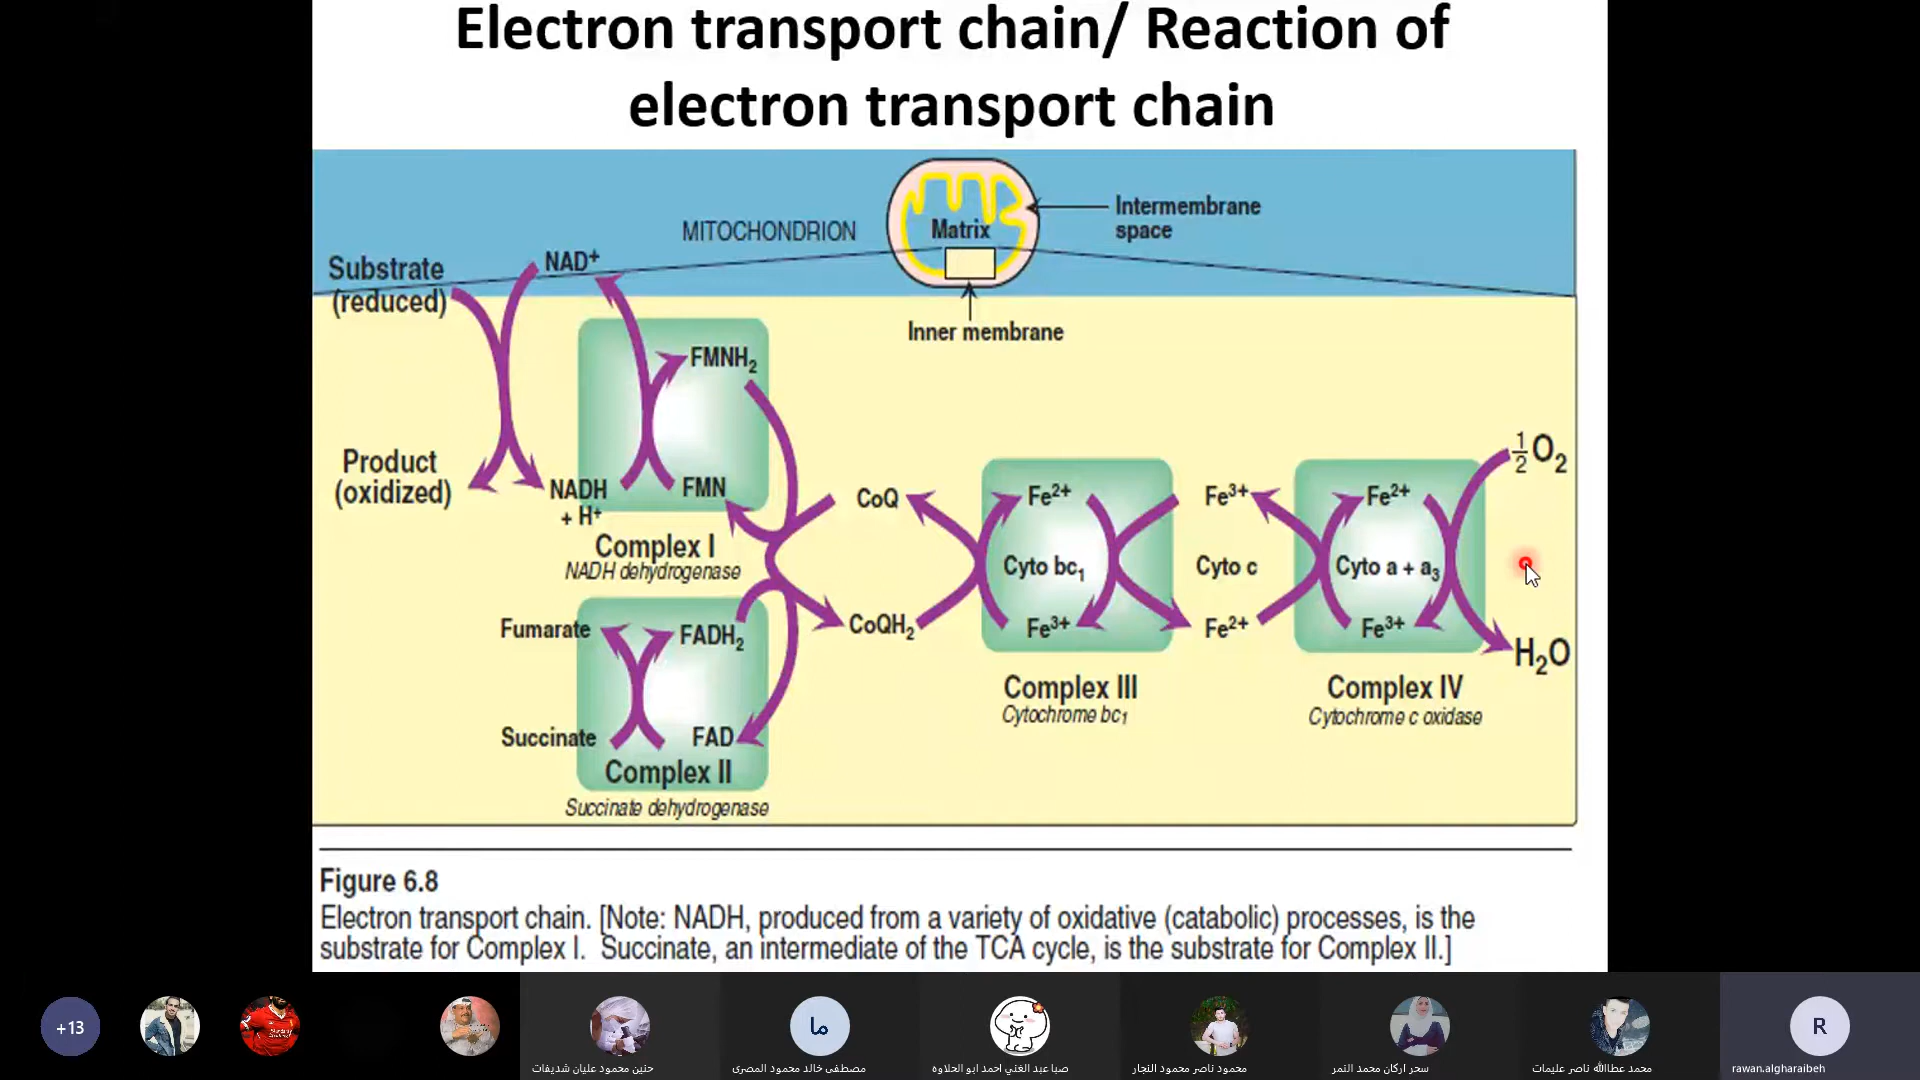 Electron transport chain/ Reaction of
electron transport chain
MITOCHONDRION
Matrix
Intermembrane
space
Inner membrane
Substrate
(reduced)
NAD⁺
Product
(oxidized)
NADH
+ H⁺
FMNH₂
FMN
Complex I
NADH dehydrogenase
Fumarate
FADH₂
Succinate
FAD
Complex II
Succinate dehydrogenase
CoQ
CoQH₂
Fe²⁺
Cyto bc₁
Fe³⁺
Complex III
Cytochrome bc₁
Fe³⁺
Cyto c
Fe²⁺
Fe²⁺
Cyto a + a₃
Fe³⁺
Complex IV
Cytochrome c oxidase
½O₂
H₂O
Figure 6.8
Electron transport chain. [Note: NADH, produced from a variety of oxidative (catabolic) processes, is the
substrate for Complex I. Succinate, an intermediate of the TCA cycle, is the substrate for Complex II.]
+13
ما
R
حنين محمود عليان شديفات
مصطفى خالد محمود المصرى
صبا عبد الغني احمد ابو الحلاوه
محمود ناصر محمود النجار
سحر اركان محمد النمر
محمد عطاالله ناصر عليمات
rawan.algharaibeh